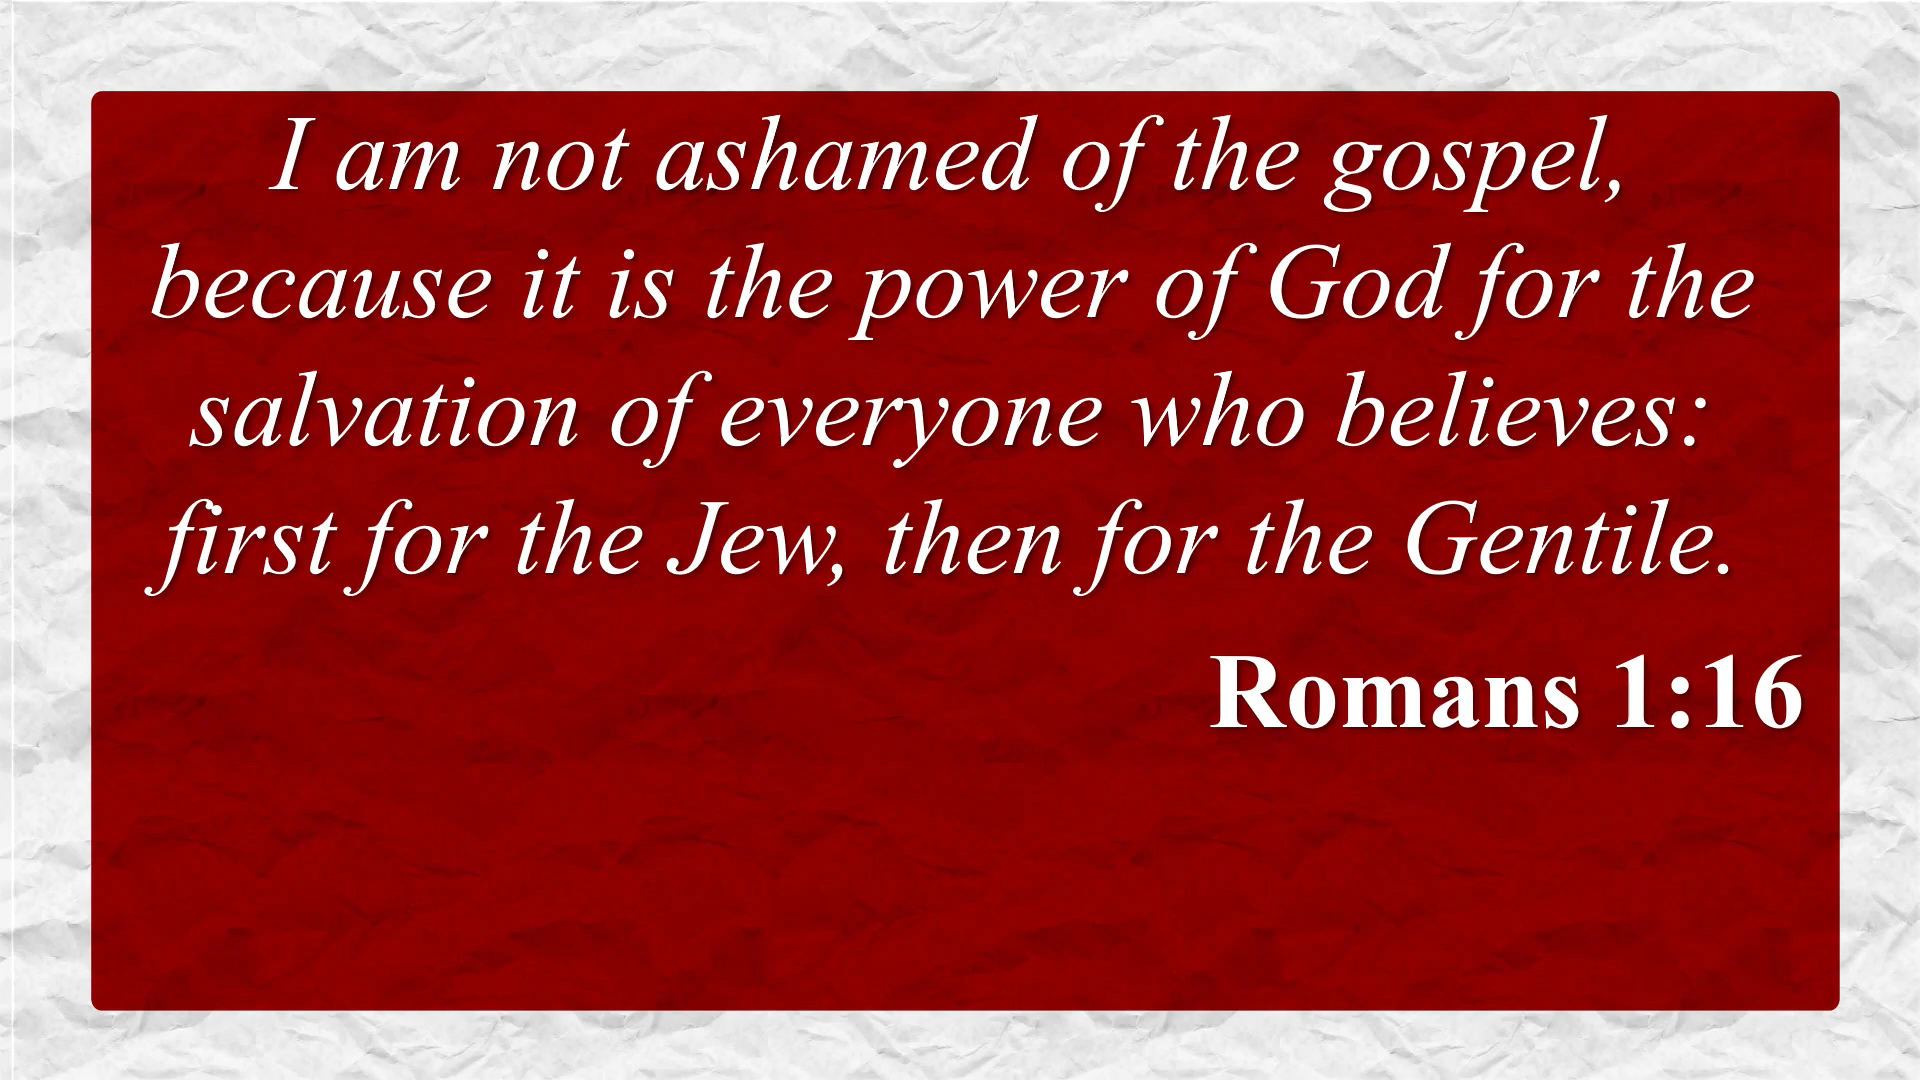 I am not ashamed of the gospel,
because it is the power of God for the
salvation of everyone who believes:
first for the Jew, then for the Gentile.
Romans 1:16